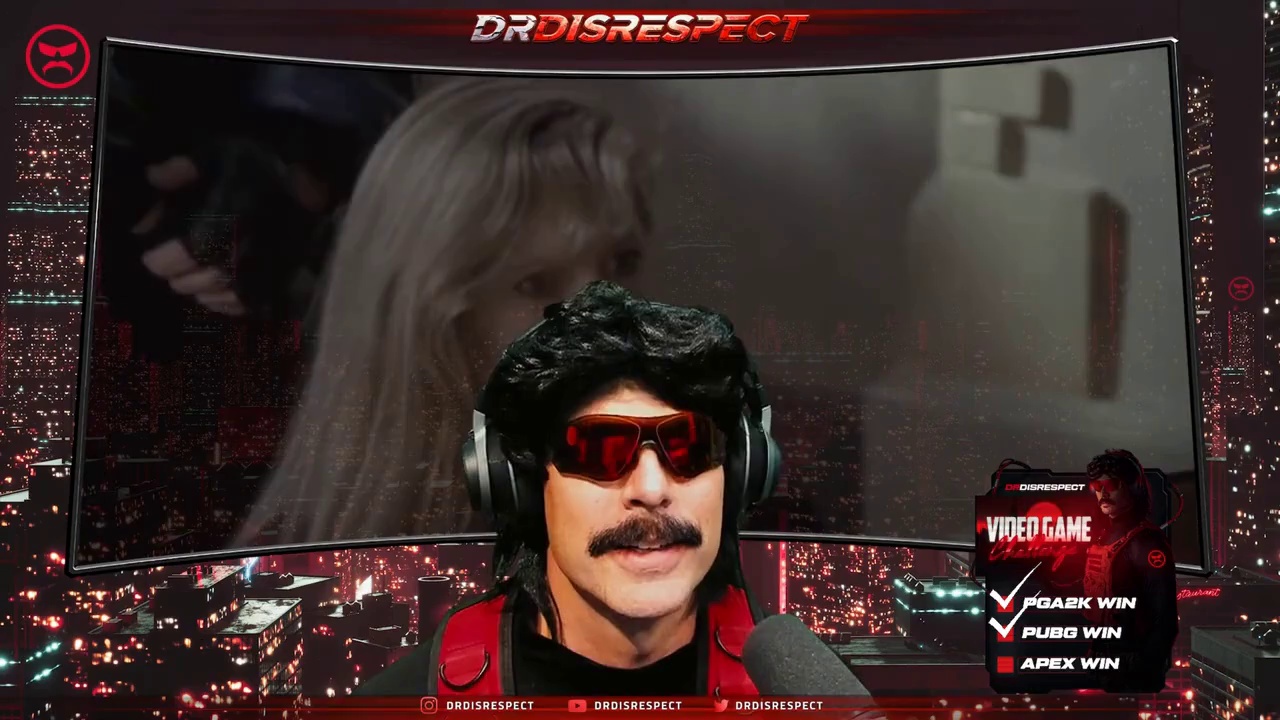 DRDISRESPECT
DRDISRESPECT
VIDEO GAME
PGA2K WIN
PUBG WIN
APEX WIN
DRDISRESPECT
DRDISRESPECT
DRDISRESPECT